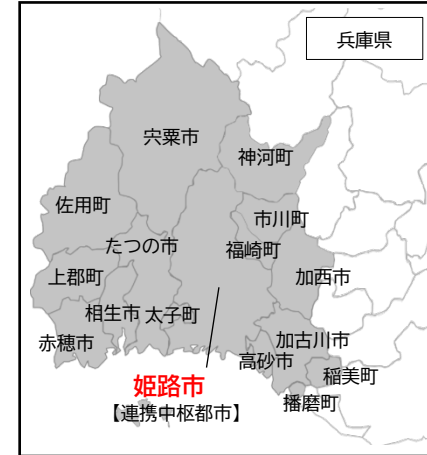 兵庫県
宍粟市
神河町
佐用町
市川町
たつの市
福崎町
上郡町
加西市
相生市
太子町
赤穂市
加古川市
高砂市
稲美町
姫路市
播磨町
【連携中枢都市】